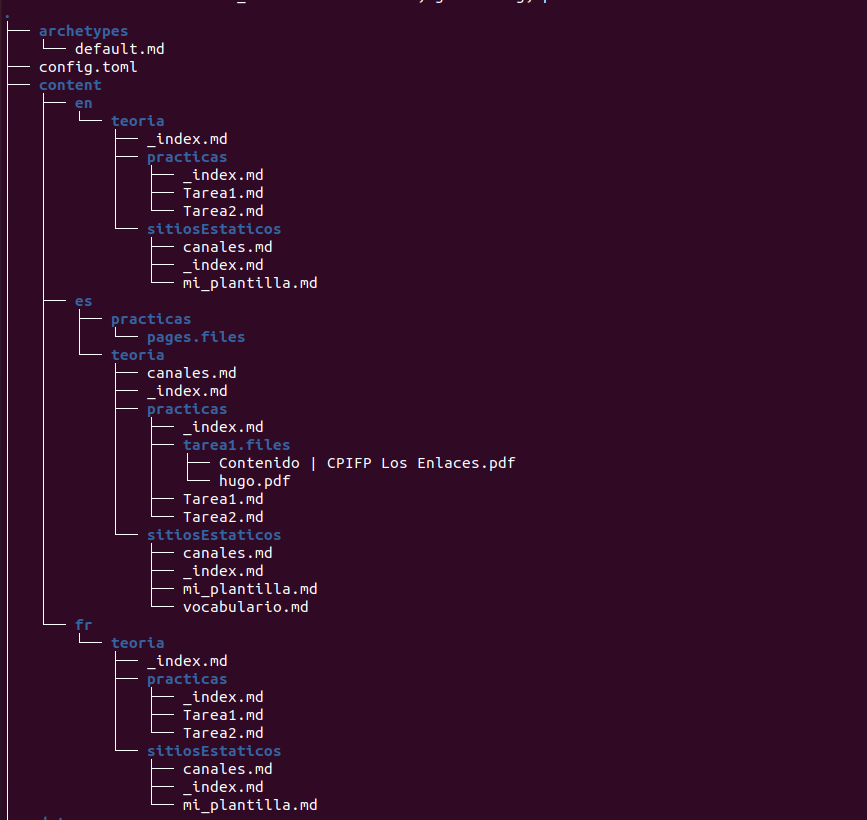 .
├── archetypes
│   └── default.md
├── config.toml
├── content
│   ├── en
│   │   └── teoria
│   │       ├── _index.md
│   │       ├── practicas
│   │       │   ├── _index.md
│   │       │   ├── Tarea1.md
│   │       │   └── Tarea2.md
│   │       └── sitiosEstaticos
│   │           ├── canales.md
│   │           ├── _index.md
│   │           └── mi_plantilla.md
│   ├── es
│   │   ├── practicas
│   │   │   └── pages.files
│   │   └── teoria
│   │       ├── canales.md
│   │       ├── _index.md
│   │       ├── practicas
│   │       │   ├── _index.md
│   │       │   ├── tarea1.files
│   │       │   │   ├── Contenido | CPIFP Los Enlaces.pdf
│   │       │   │   └── hugo.pdf
│   │       │   ├── Tarea1.md
│   │       │   └── Tarea2.md
│   │       └── sitiosEstaticos
│   │           ├── canales.md
│   │           ├── _index.md
│   │           ├── mi_plantilla.md
│   │           └── vocabulario.md
│   └── fr
│       └── teoria
│           ├── _index.md
│           ├── practicas
│           │   ├── _index.md
│           │   ├── Tarea1.md
│           │   └── Tarea2.md
│           └── sitiosEstaticos
│               ├── canales.md
│               ├── _index.md
│               └── mi_plantilla.md